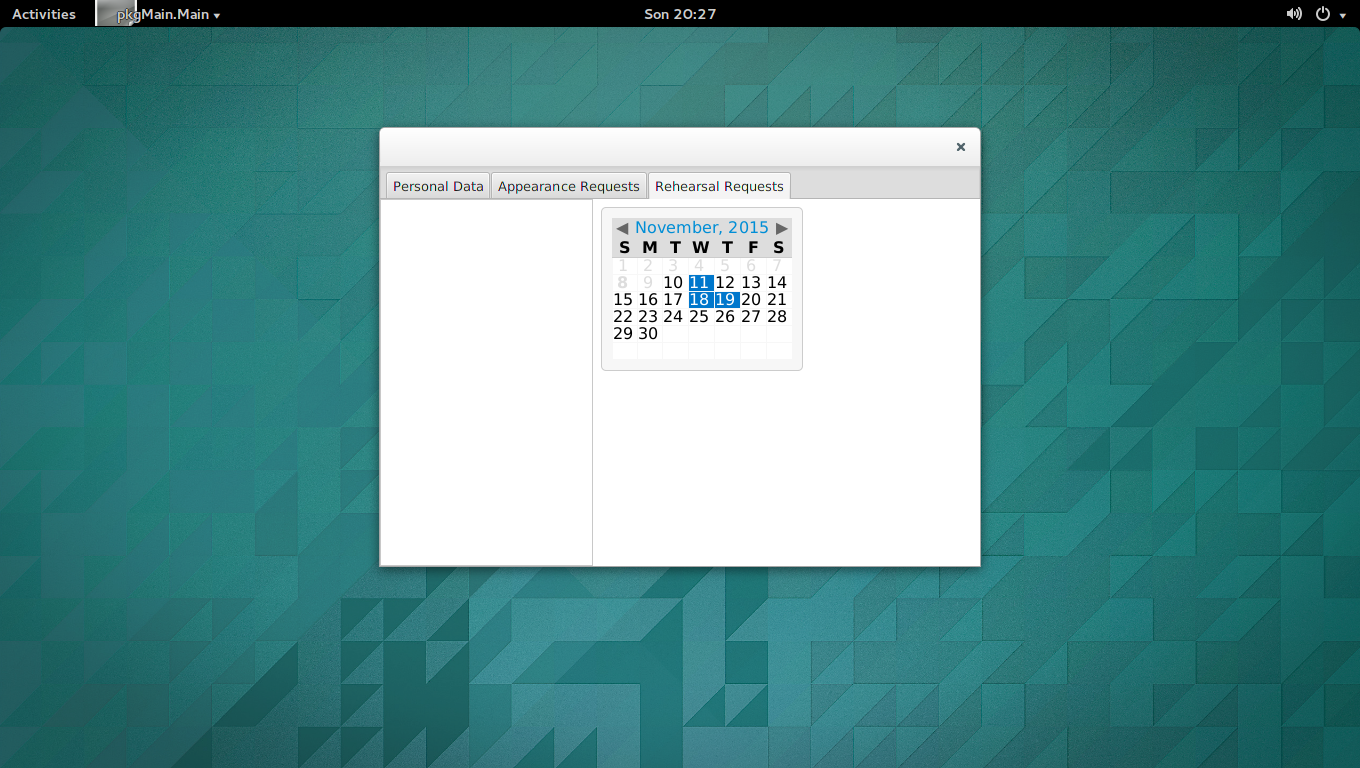 Activities pkgMain.Main Son 20:27
Personal Data Appearance Requests Rehearsal Requests
November, 2015
S M T W T F S
1 2 3 4 5 6 7
8 9 10 11 12 13 14
15 16 17 18 19 20 21
22 23 24 25 26 27 28
29 30